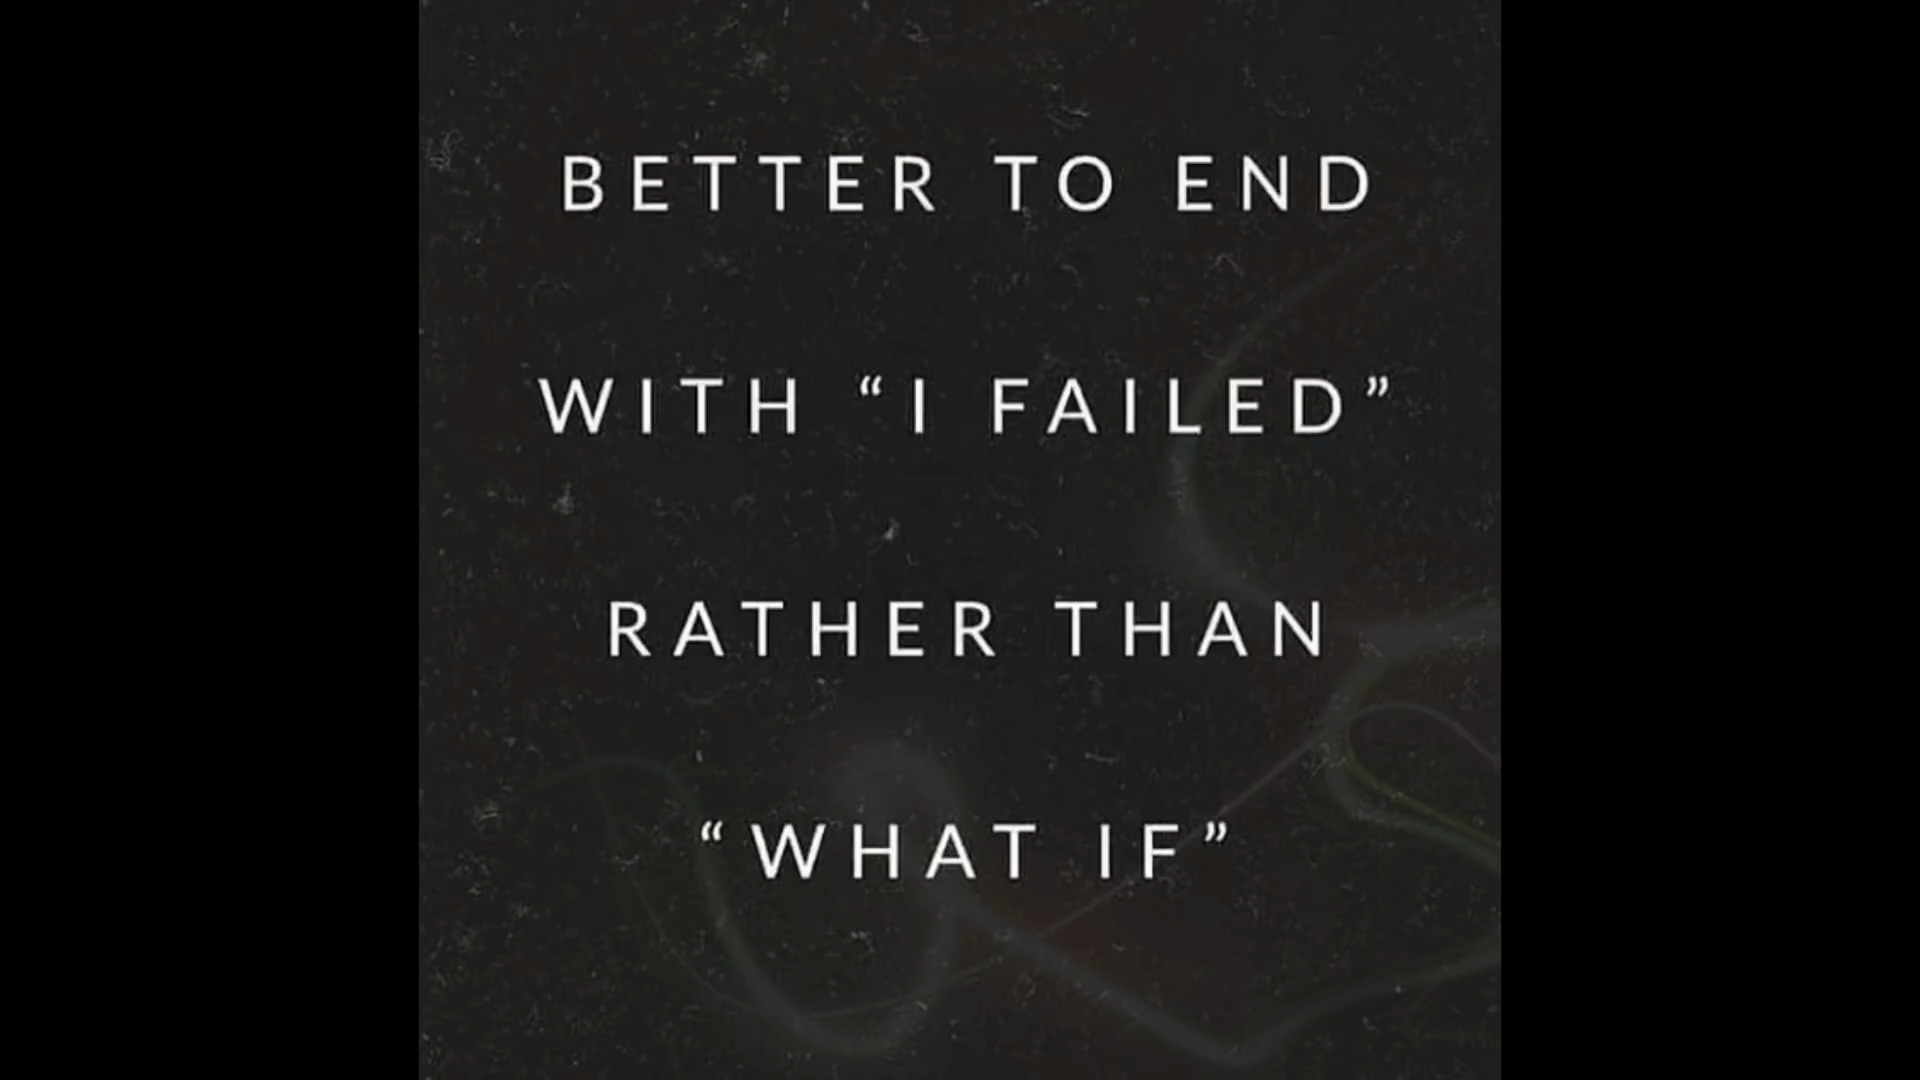 BETTER TO END
WITH “I FAILED”
RATHER THAN
“WHAT IF”